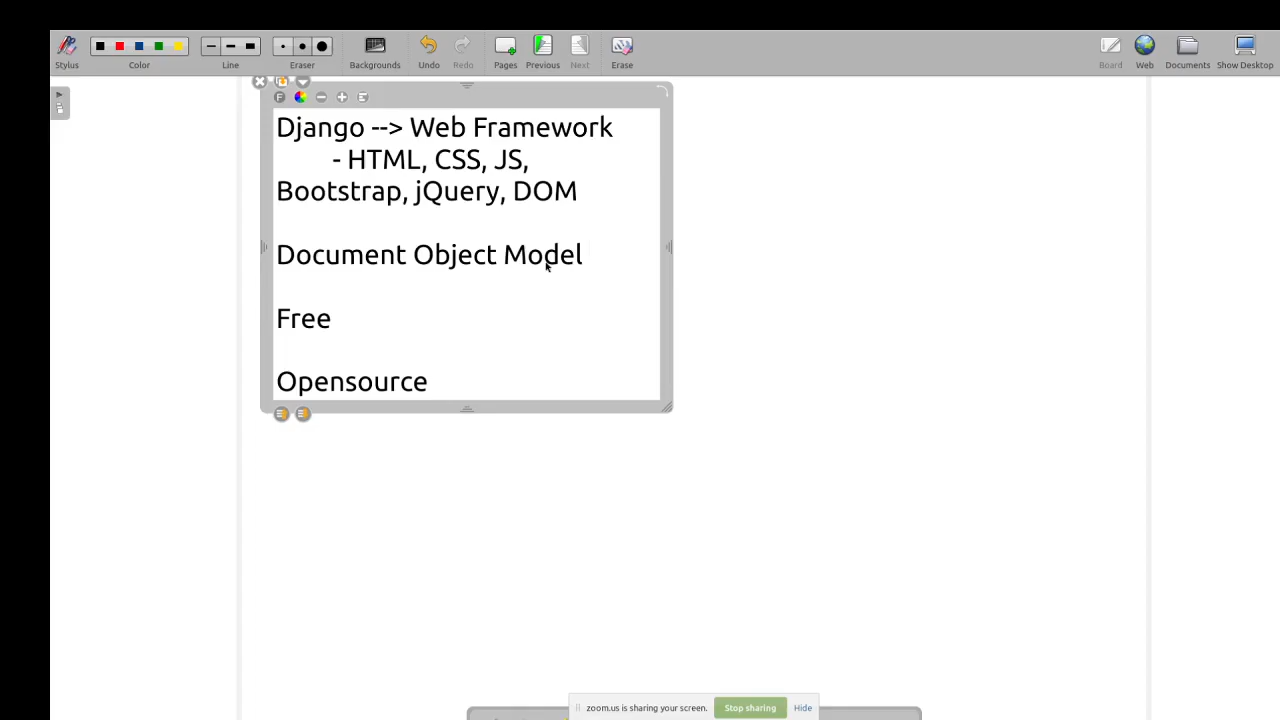 Stylus
Color
Line
Eraser
Backgrounds
Undo
Redo
Pages
Previous
Next
Erase
Board
Web
Documents
Show Desktop
F
Django --> Web Framework
- HTML, CSS, JS,
Bootstrap, jQuery, DOM
Document Object Model
Free
Opensource
zoom.us is sharing your screen.
Stop sharing
Hide